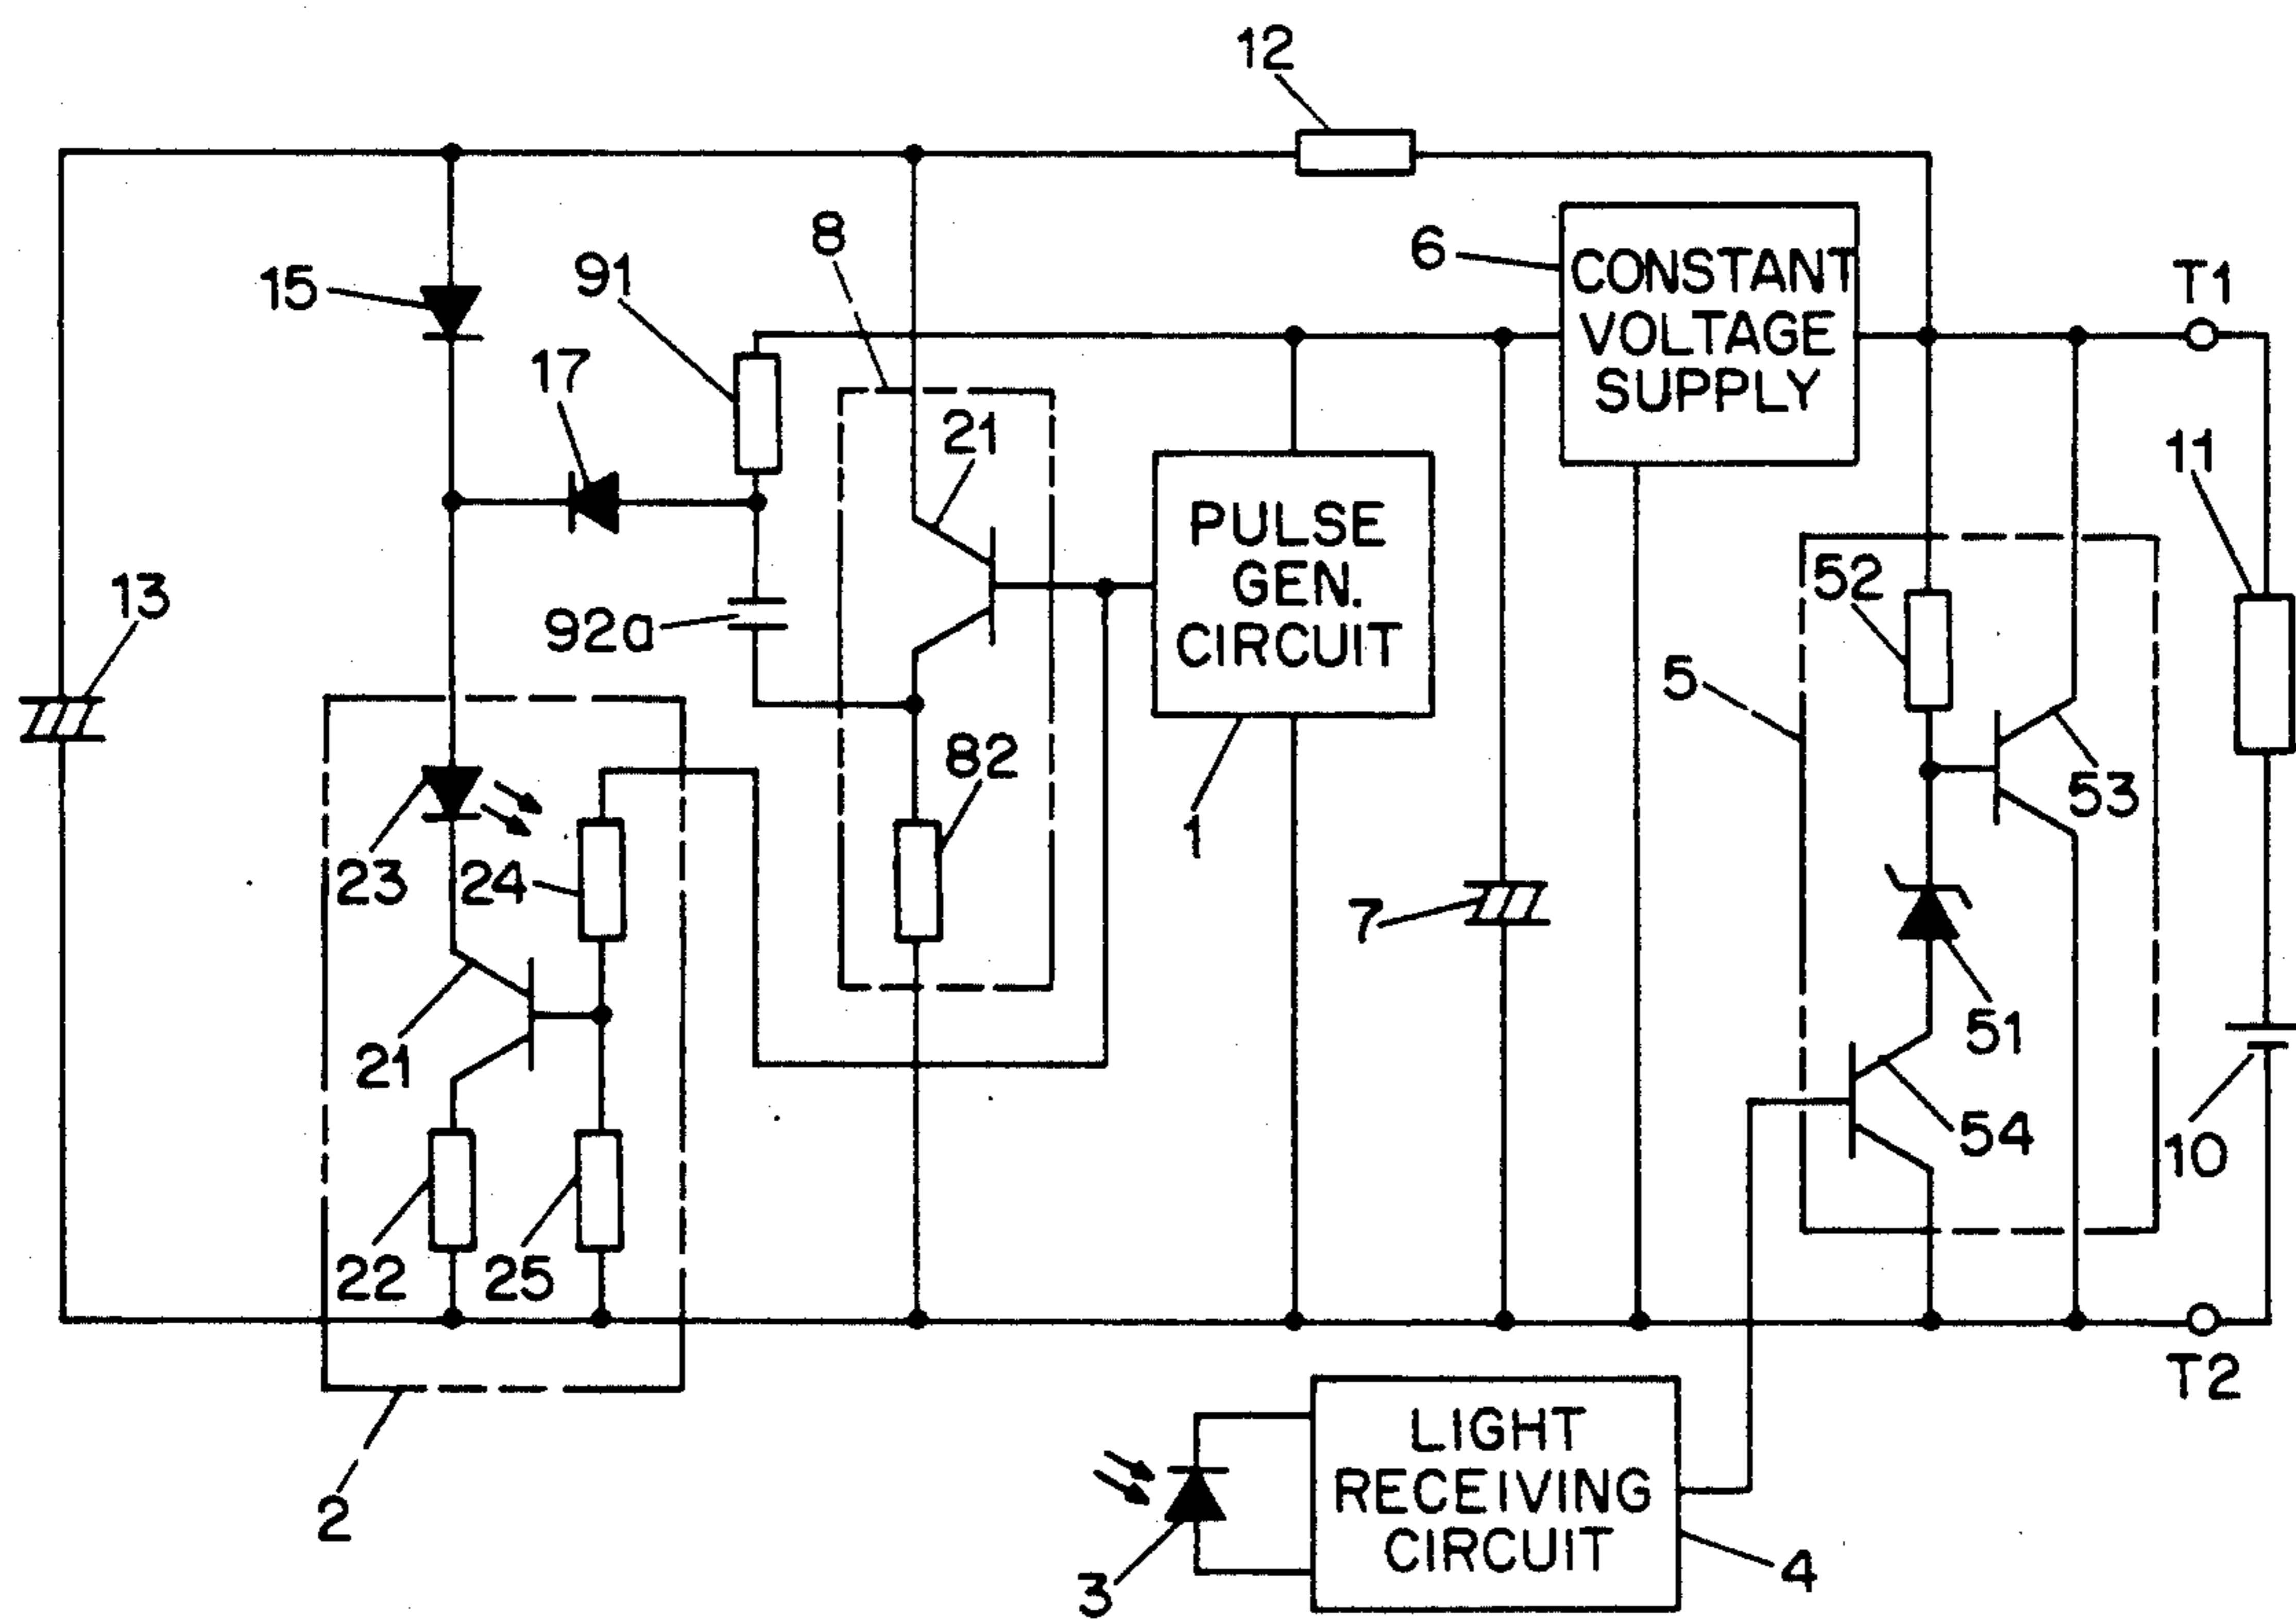 12
8
6
CONSTANT
VOLTAGE
SUPPLY
T1
15
91
17
21
11
PULSE
GEN.
CIRCUIT
52
13
92a
5
82
53
1
23
24
7
51
21
54
10
22
25
T2
2
LIGHT
RECEIVING
CIRCUIT
3
4